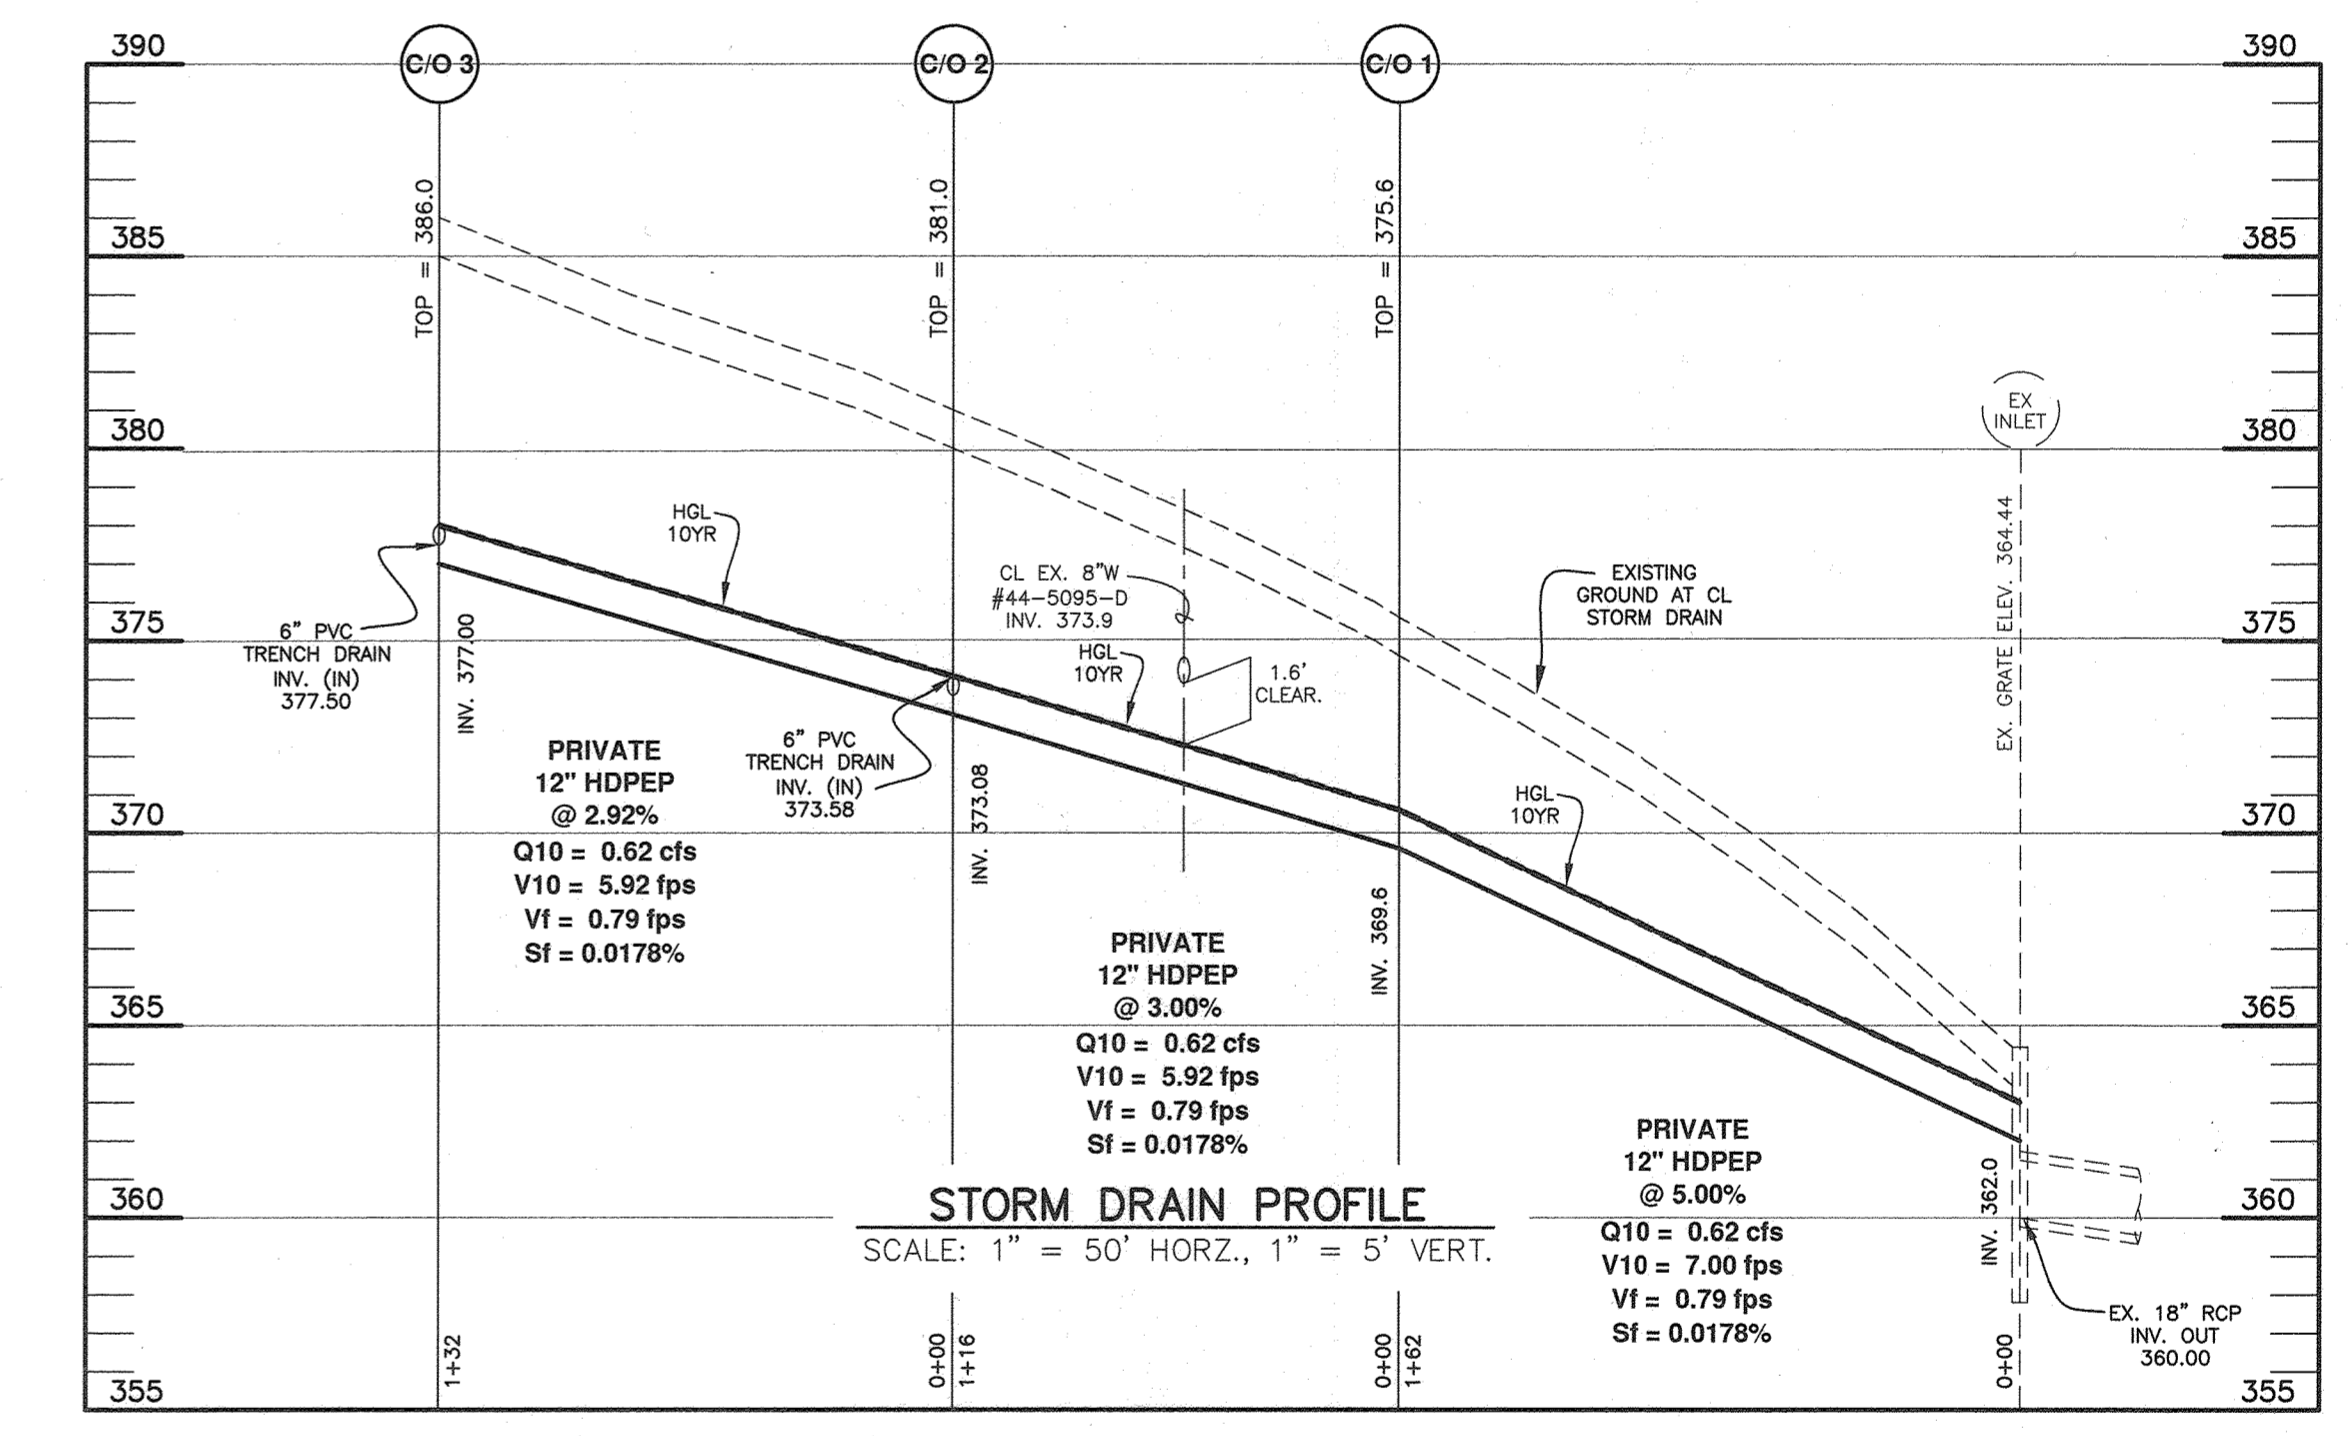 390
C/O 3
C/O 2
C/O 1
390
TOP = 386.0
TOP = 381.0
TOP = 375.6
385
385
380
380
EX
INLET
EX. GRATE ELEV. 364.44
HGL
10YR
CL EX. 8"W
#44-5095-D
INV. 373.9
EXISTING
GROUND AT CL
STORM DRAIN
375
375
6" PVC
TRENCH DRAIN
INV. (IN)
377.50
INV. 377.00
HGL
10YR
1.6'
CLEAR.
PRIVATE
12" HDPEP
@ 2.92%
Q10 = 0.62 cfs
V10 = 5.92 fps
Vf = 0.79 fps
Sf = 0.0178%
6" PVC
TRENCH DRAIN
INV. (IN)
373.58
INV. 373.08
HGL
10YR
370
370
INV. 369.6
PRIVATE
12" HDPEP
@ 3.00%
Q10 = 0.62 cfs
V10 = 5.92 fps
Vf = 0.79 fps
Sf = 0.0178%
365
365
PRIVATE
12" HDPEP
@ 5.00%
Q10 = 0.62 cfs
V10 = 7.00 fps
Vf = 0.79 fps
Sf = 0.0178%
INV. 362.0
360
360
STORM DRAIN PROFILE
SCALE: 1" = 50' HORZ., 1" = 5' VERT.
EX. 18" RCP
INV. OUT
360.00
1+32
0+00
1+16
0+00
1+62
0+00
355
355